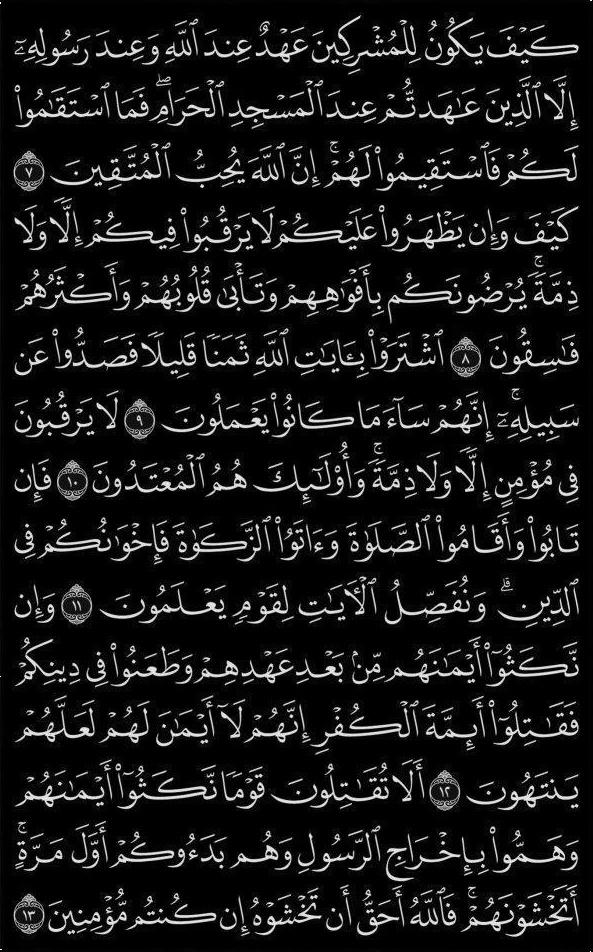 كَيۡفَ يَكُونُ لِلۡمُشۡرِكِينَ عَهۡدٌ عِندَ ٱللَّهِ وَعِندَ رَسُولِهِۦٓ
إِلَّا ٱلَّذِينَ عَٰهَدتُّمۡ عِندَ ٱلۡمَسۡجِدِ ٱلۡحَرَامِۖ فَمَا ٱسۡتَقَٰمُواْ
لَكُمۡ فَٱسۡتَقِيمُواْ لَهُمۡۚ إِنَّ ٱللَّهَ يُحِبُّ ٱلۡمُتَّقِينَ ٧
كَيۡفَ وَإِن يَظۡهَرُواْ عَلَيۡكُمۡ لَا يَرۡقُبُواْ فِيكُمۡ إِلّٗا وَلَا
ذِمَّةٗۚ يُرۡضُونَكُم بِأَفۡوَٰهِهِمۡ وَتَأۡبَىٰ قُلُوبُهُمۡ وَأَكۡثَرُهُمۡ
فَٰسِقُونَ ٨ ٱشۡتَرَوۡاْ بِـَٔايَٰتِ ٱللَّهِ ثَمَنٗا قَلِيلٗا فَصَدُّواْ عَن
سَبِيلِهِۦٓۚ إِنَّهُمۡ سَآءَ مَا كَانُواْ يَعۡمَلُونَ ٩ لَا يَرۡقُبُونَ
فِي مُؤۡمِنٍ إِلّٗا وَلَا ذِمَّةٗۚ وَأُوْلَٰٓئِكَ هُمُ ٱلۡمُعۡتَدُونَ ١٠ فَإِن
تَابُواْ وَأَقَامُواْ ٱلصَّلَوٰةَ وَءَاتَوُاْ ٱلزَّكَوٰةَ فَإِخۡوَٰنُكُمۡ فِي
ٱلدِّينِۗ وَنُفَصِّلُ ٱلۡأٓيَٰتِ لِقَوۡمٖ يَعۡلَمُونَ ١١ وَإِن
نَّكَثُوٓاْ أَيۡمَٰنَهُم مِّنۢ بَعۡدِ عَهۡدِهِمۡ وَطَعَنُواْ فِي دِينِكُمۡ
فَقَٰتِلُوٓاْ أَئِمَّةَ ٱلۡكُفۡرِ إِنَّهُمۡ لَآ أَيۡمَٰنَ لَهُمۡ لَعَلَّهُمۡ
يَنتَهُونَ ١٢ أَلَا تُقَٰتِلُونَ قَوۡمٗا نَّكَثُوٓاْ أَيۡمَٰنَهُمۡ
وَهَمُّواْ بِإِخۡرَاجِ ٱلرَّسُولِ وَهُم بَدَءُوكُمۡ أَوَّلَ مَرَّةٍۚ
أَتَخۡشَوۡنَهُمۡۚ فَٱللَّهُ أَحَقُّ أَن تَخۡشَوۡهُ إِن كُنتُم مُّؤۡمِنِينَ ١٣